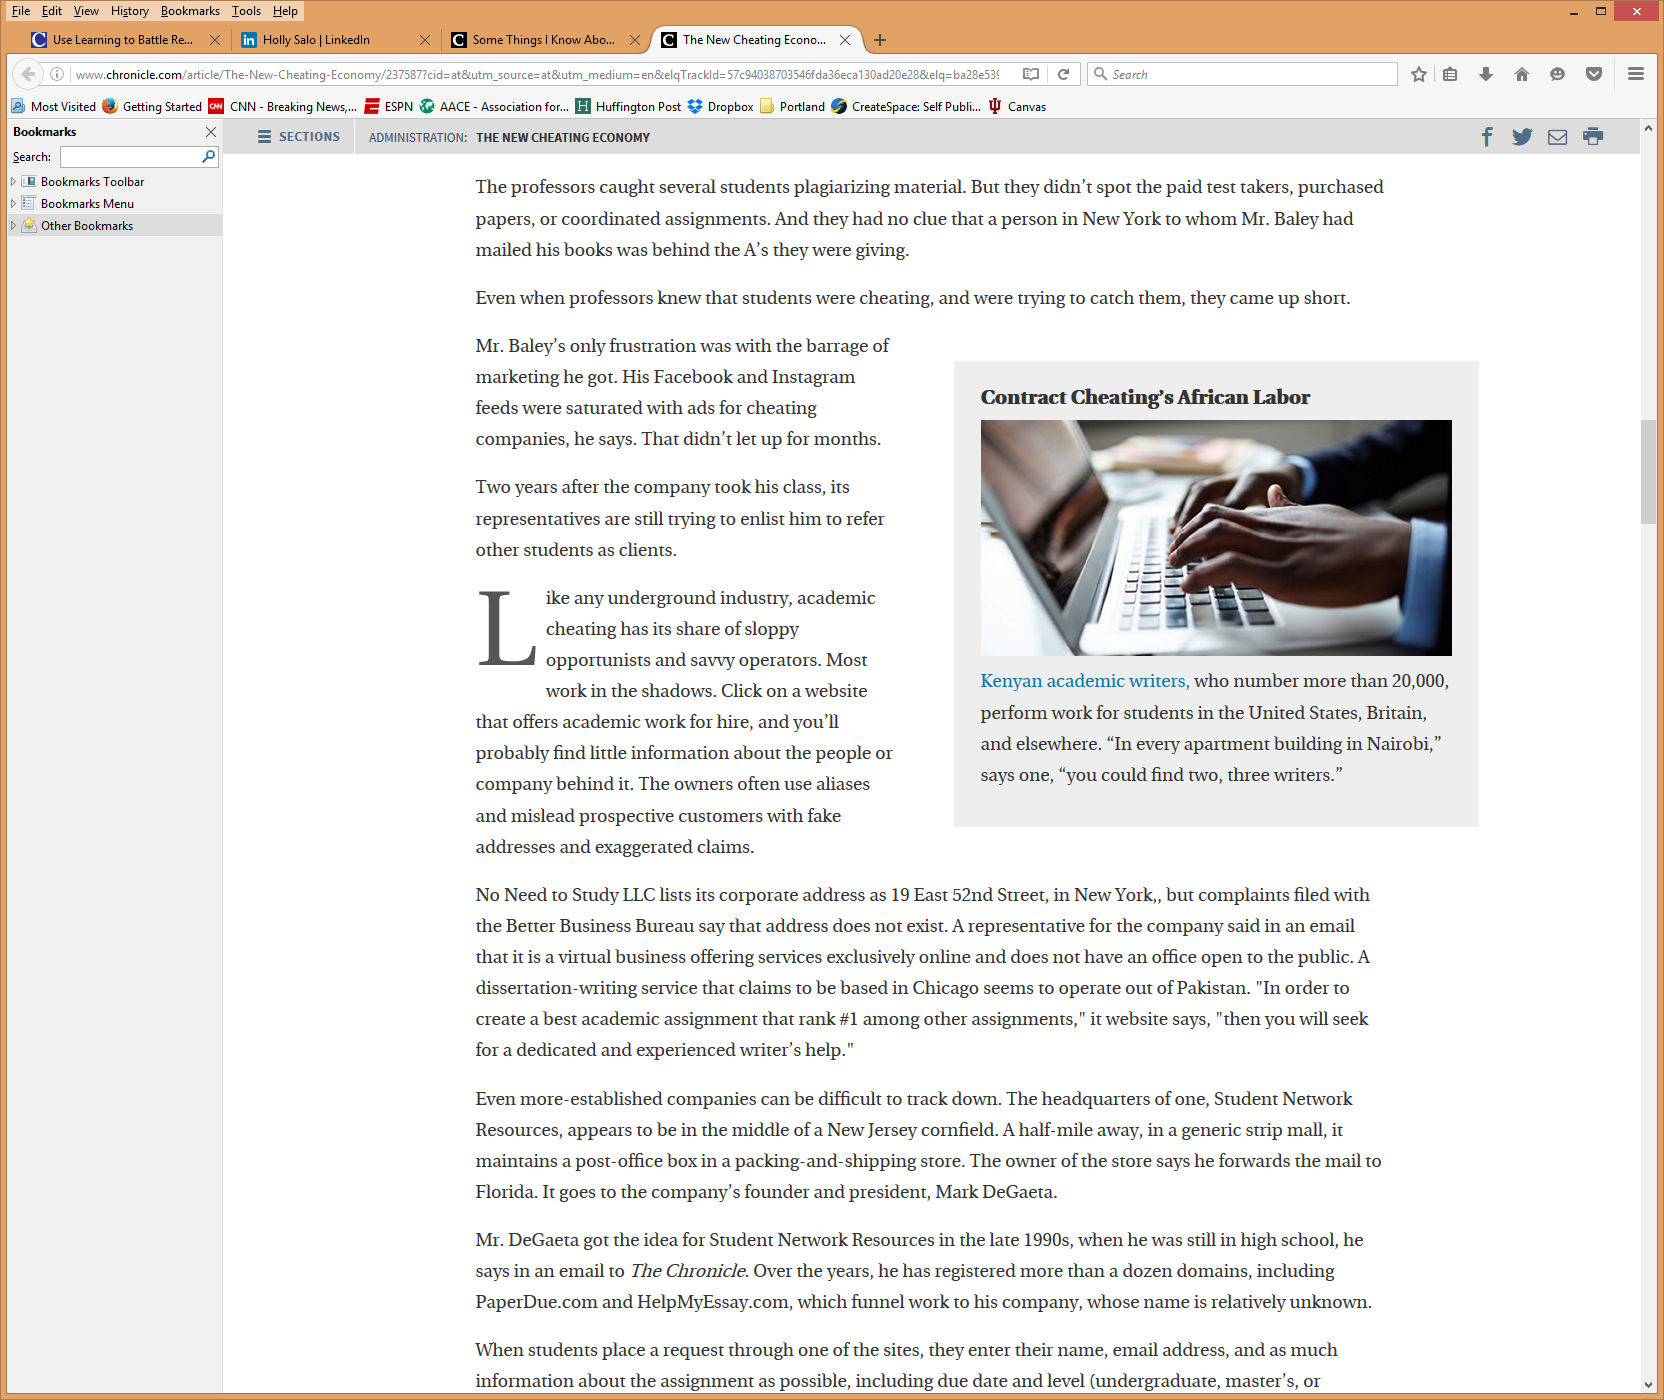 File Edit View History Bookmarks Tools Help
Use Learning to Battle Re...
Holly Salo | LinkedIn
Some Things I Know Abo...
The New Cheating Econo...
www.chronicle.com/article/The-New-Cheating-Economy/237587?cid=at&utm_source=at&utm_medium=en&elqTrackId=57c94038703546fda36eca130ad20e28&elq=ba28e539
Search
Most Visited Getting Started CNN - Breaking News,... ESPN AACE - Association for... Huffington Post Dropbox Portland CreateSpace: Self Publi... Canvas
Bookmarks
Search:
Bookmarks Toolbar
Bookmarks Menu
Other Bookmarks
SECTIONS
ADMINISTRATION: THE NEW CHEATING ECONOMY
The professors caught several students plagiarizing material. But they didn’t spot the paid test takers, purchased
papers, or coordinated assignments. And they had no clue that a person in New York to whom Mr. Baley had
mailed his books was behind the A’s they were giving.
Even when professors knew that students were cheating, and were trying to catch them, they came up short.
Mr. Baley’s only frustration was with the barrage of
marketing he got. His Facebook and Instagram
feeds were saturated with ads for cheating
companies, he says. That didn’t let up for months.
Two years after the company took his class, its
representatives are still trying to enlist him to refer
other students as clients.
Like any underground industry, academic
cheating has its share of sloppy
opportunists and savvy operators. Most
work in the shadows. Click on a website
that offers academic work for hire, and you’ll
probably find little information about the people or
company behind it. The owners often use aliases
and mislead prospective customers with fake
addresses and exaggerated claims.
Contract Cheating’s African Labor
Kenyan academic writers, who number more than 20,000,
perform work for students in the United States, Britain,
and elsewhere. “In every apartment building in Nairobi,”
says one, “you could find two, three writers.”
No Need to Study LLC lists its corporate address as 19 East 52nd Street, in New York,, but complaints filed with
the Better Business Bureau say that address does not exist. A representative for the company said in an email
that it is a virtual business offering services exclusively online and does not have an office open to the public. A
dissertation-writing service that claims to be based in Chicago seems to operate out of Pakistan. "In order to
create a best academic assignment that rank #1 among other assignments," it website says, "then you will seek
for a dedicated and experienced writer’s help."
Even more-established companies can be difficult to track down. The headquarters of one, Student Network
Resources, appears to be in the middle of a New Jersey cornfield. A half-mile away, in a generic strip mall, it
maintains a post-office box in a packing-and-shipping store. The owner of the store says he forwards the mail to
Florida. It goes to the company’s founder and president, Mark DeGaeta.
Mr. DeGaeta got the idea for Student Network Resources in the late 1990s, when he was still in high school, he
says in an email to The Chronicle. Over the years, he has registered more than a dozen domains, including
PaperDue.com and HelpMyEssay.com, which funnel work to his company, whose name is relatively unknown.
When students place a request through one of the sites, they enter their name, email address, and as much
information about the assignment as possible, including due date and level (undergraduate, master’s, or